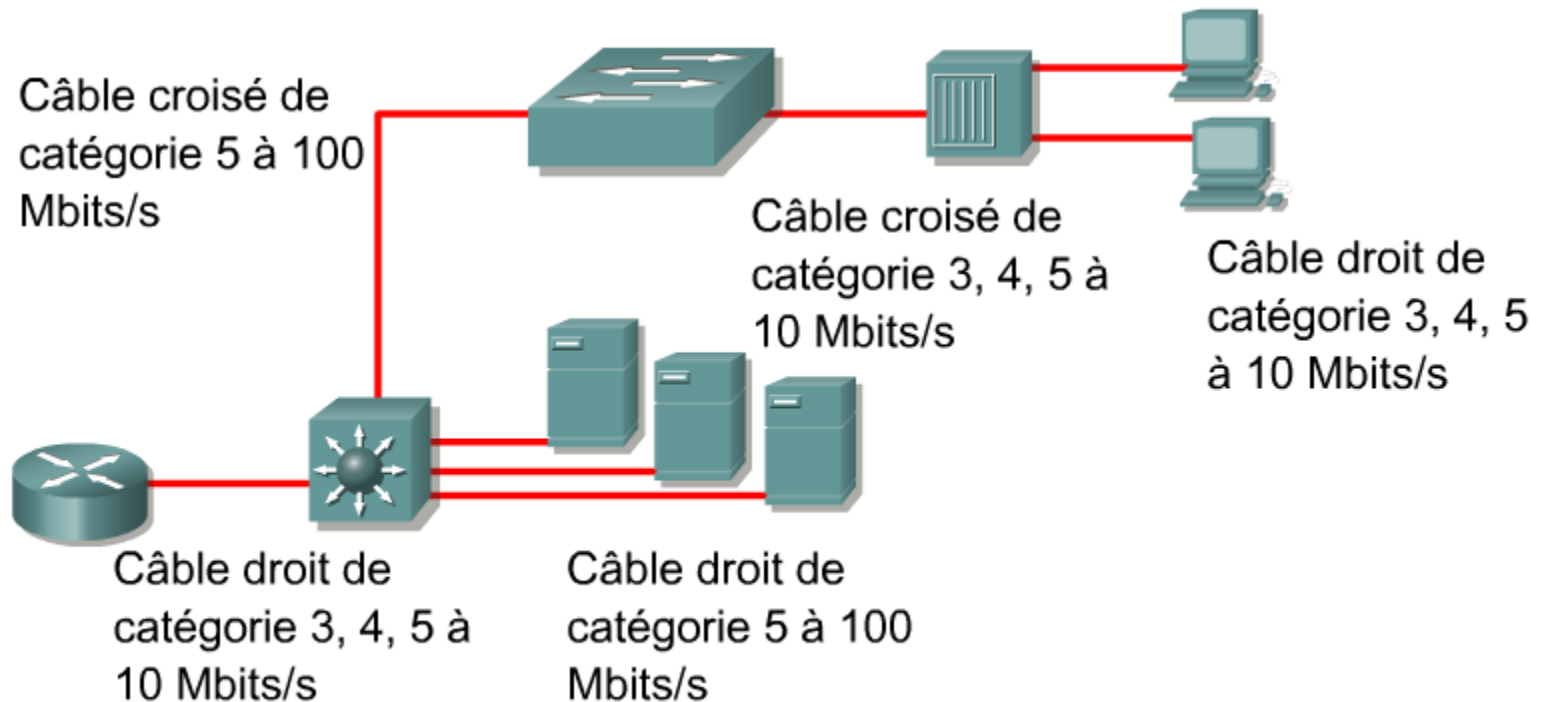 Câble croisé de
catégorie 5 à 100
Mbits/s
Câble croisé de
catégorie 3, 4, 5 à
10 Mbits/s
Câble droit de
catégorie 3, 4, 5
à 10 Mbits/s
Câble droit de
catégorie 3, 4, 5 à
10 Mbits/s
Câble droit de
catégorie 5 à 100
Mbits/s